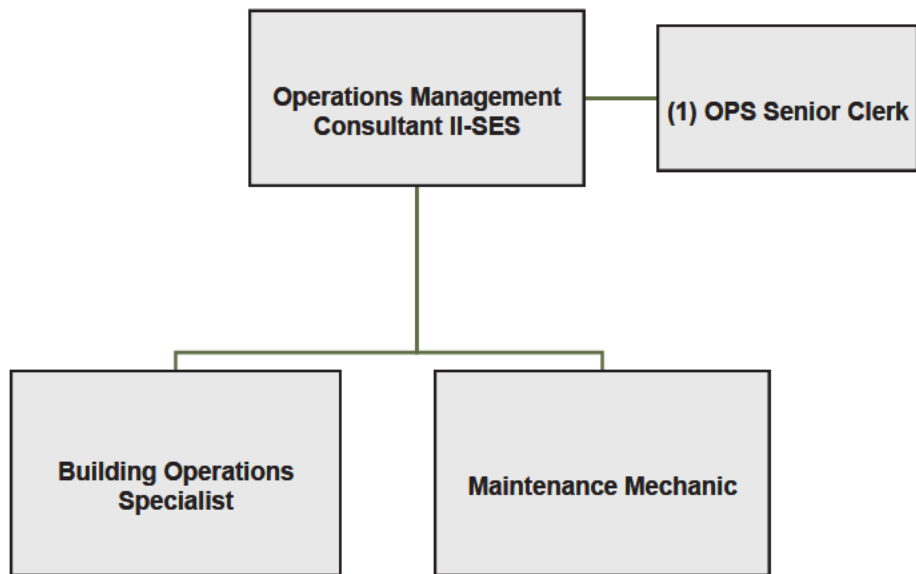 Operations Management
Consultant II-SES
(1) OPS Senior Clerk
Building Operations
Specialist
Maintenance Mechanic